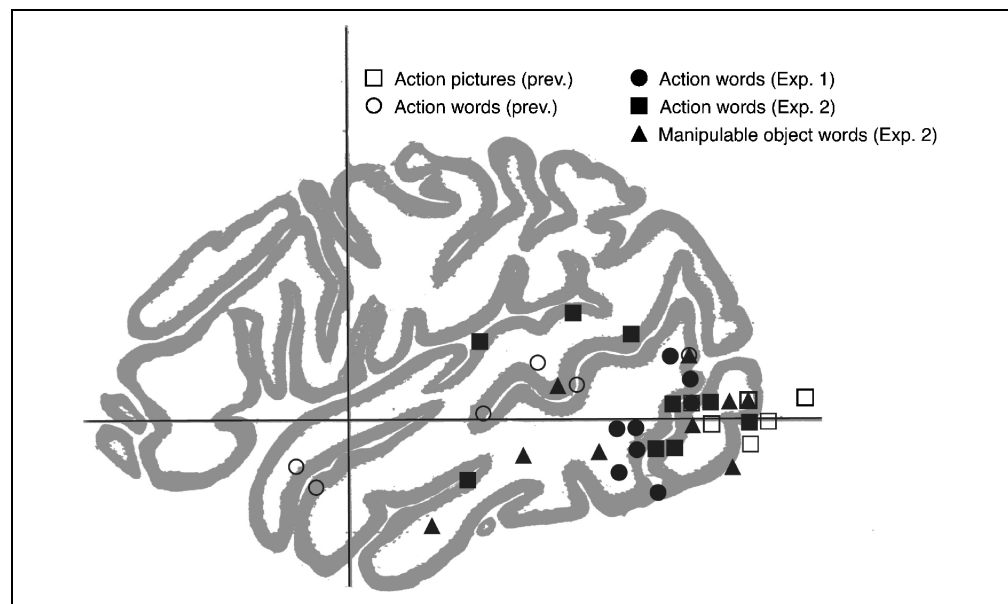 Action pictures (prev.)
Action words (prev.)
Action words (Exp. 1)
Action words (Exp. 2)
Manipulable object words (Exp. 2)